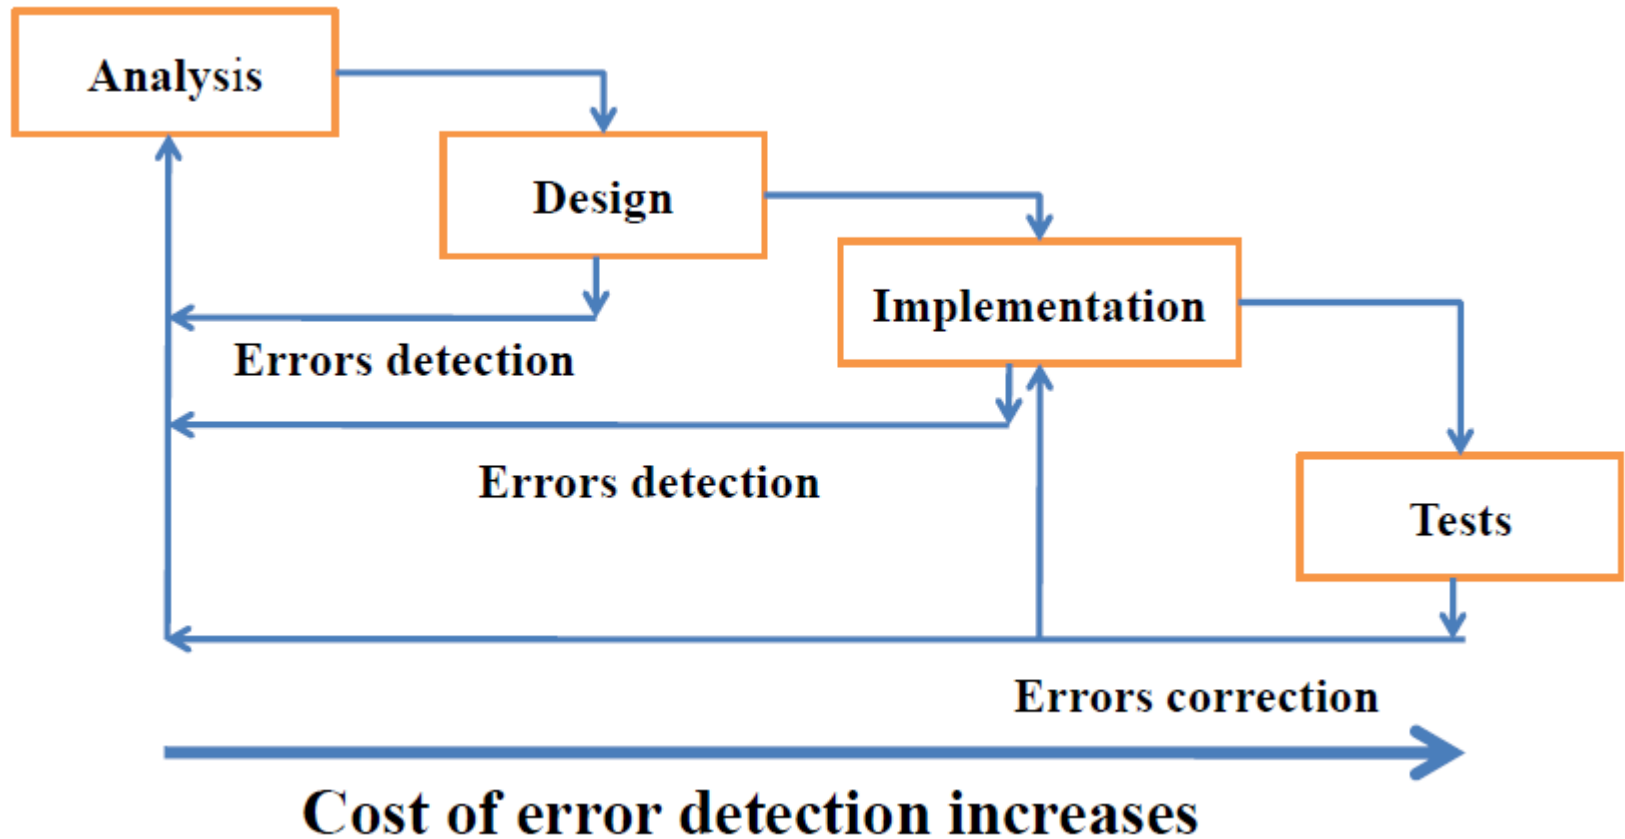 Analysis
Design
Implementation
Errors detection
Errors detection
Tests
Errors correction
Cost of error detection increases